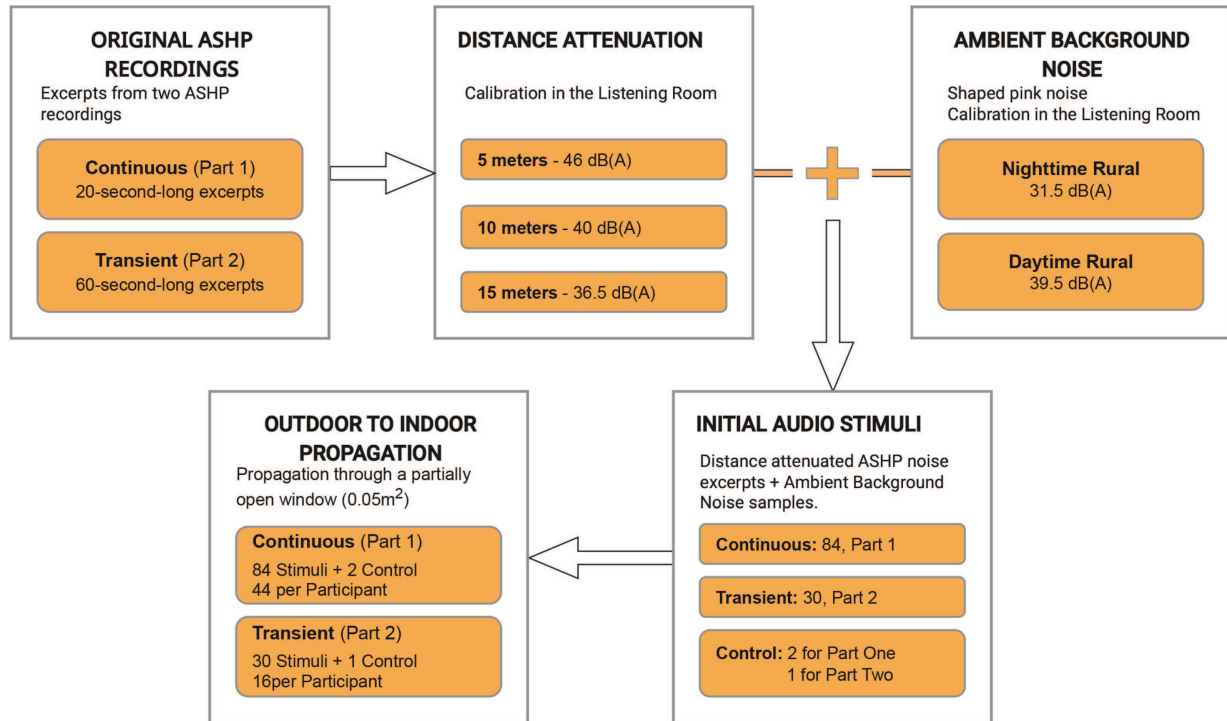 ORIGINAL ASHP
RECORDINGS
Excerpts from two ASHP
recordings
Continuous (Part 1)
20-second-long excerpts
Transient (Part 2)
60-second-long excerpts
DISTANCE ATTENUATION
Calibration in the Listening Room
5 meters - 46 dB(A)
10 meters - 40 dB(A)
15 meters - 36.5 dB(A)
AMBIENT BACKGROUND
NOISE
Shaped pink noise
Calibration in the Listening Room
Nighttime Rural
31.5 dB(A)
Daytime Rural
39.5 dB(A)
OUTDOOR TO INDOOR
PROPAGATION
Propagation through a partially
open window (0.05m²)
Continuous (Part 1)
84 Stimuli + 2 Control
44 per Participant
Transient (Part 2)
30 Stimuli + 1 Control
16per Participant
INITIAL AUDIO STIMULI
Distance attenuated ASHP noise
excerpts + Ambient Background
Noise samples.
Continuous: 84, Part 1
Transient: 30, Part 2
Control: 2 for Part One
1 for Part Two